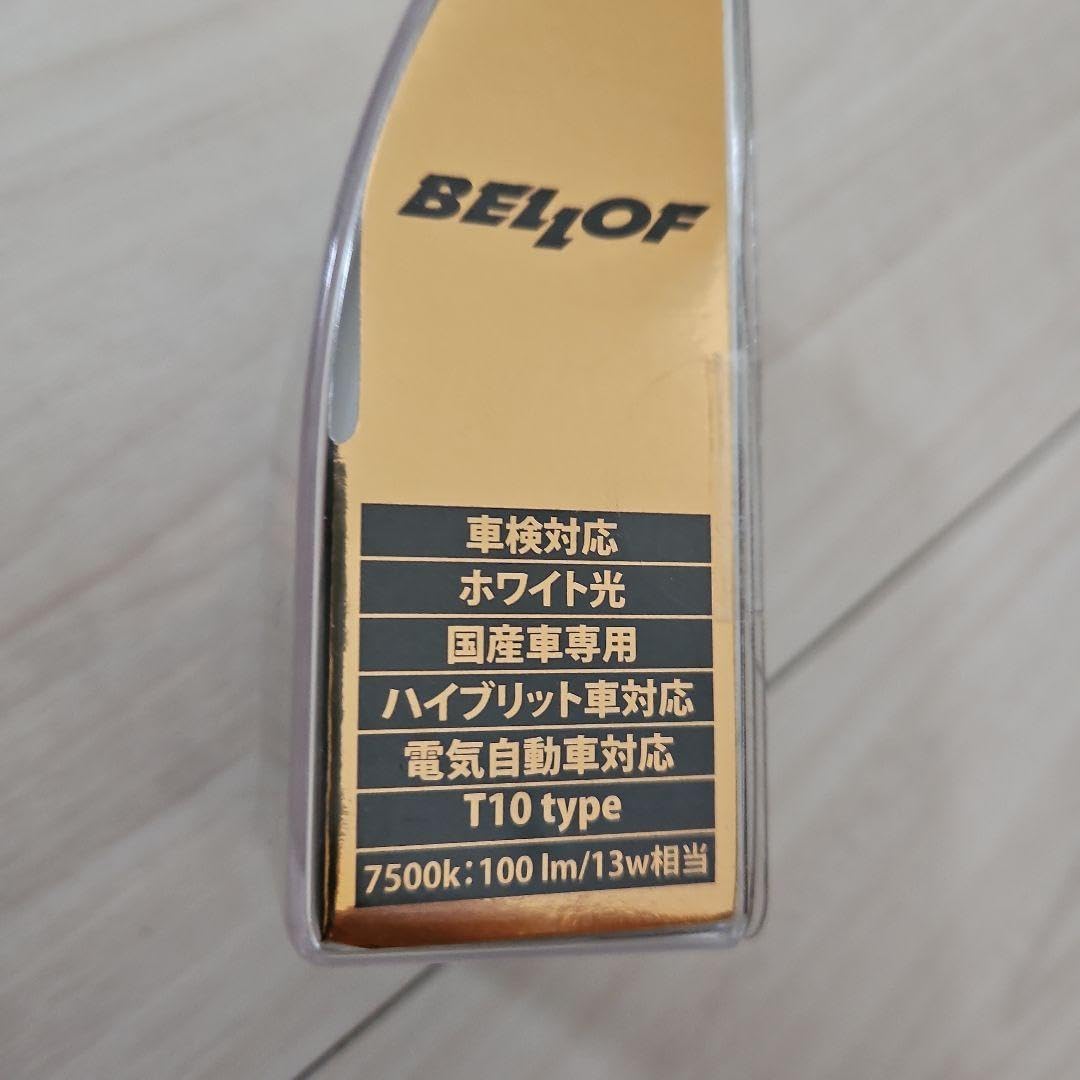 BELLOF
車検対応
ホワイト光
国産車専用
ハイブリット車対応
電気自動車対応
T10 type
7500k:100 lm/13w相当